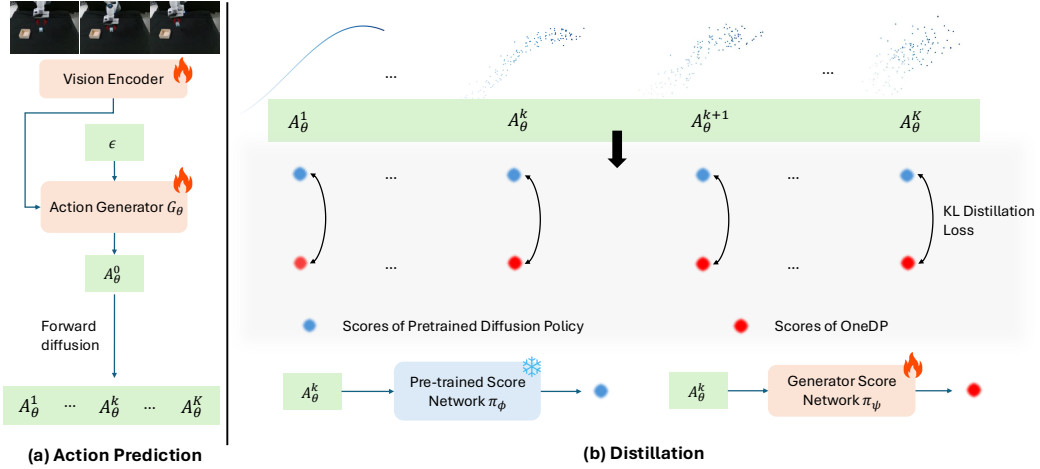 Vision Encoder
ϵ
Action Generator G_θ
A_θ^0
Forward
diffusion
A_θ^1 ... A_θ^k ... A_θ^K
(a) Action Prediction
... ...
A_θ^1 A_θ^k A_θ^{k+1} A_θ^K
... ...
KL Distillation
Loss
... ...
Scores of Pretrained Diffusion Policy
Scores of OneDP
A_θ^k
Pre-trained Score
Network π_ϕ
A_θ^k
Generator Score
Network π_ψ
(b) Distillation